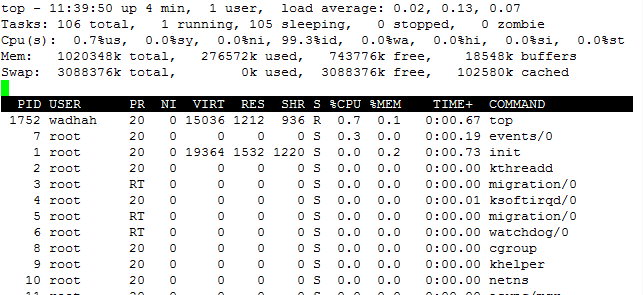 top - 11:39:50 up 4 min,  1 user,  load average: 0.02, 0.13, 0.07
Tasks: 106 total,   1 running, 105 sleeping,   0 stopped,   0 zombie
Cpu(s):  0.7%us,  0.0%sy,  0.0%ni, 99.3%id,  0.0%wa,  0.0%hi,  0.0%si,  0.0%st
Mem:   1020348k total,   276572k used,   743776k free,    18548k buffers
Swap:  3088376k total,        0k used,  3088376k free,   102580k cached
  PID USER      PR  NI  VIRT  RES  SHR S %CPU %MEM    TIME+  COMMAND
 1752 wadhah    20   0 15036 1212  936 R  0.7  0.1   0:00.67 top
    7 root      20   0     0    0    0 S  0.3  0.0   0:00.19 events/0
    1 root      20   0 19364 1532 1220 S  0.0  0.2   0:00.73 init
    2 root      20   0     0    0    0 S  0.0  0.0   0:00.00 kthreadd
    3 root      RT   0     0    0    0 S  0.0  0.0   0:00.00 migration/0
    4 root      20   0     0    0    0 S  0.0  0.0   0:00.01 ksoftirqd/0
    5 root      RT   0     0    0    0 S  0.0  0.0   0:00.00 migration/0
    6 root      RT   0     0    0    0 S  0.0  0.0   0:00.00 watchdog/0
    8 root      20   0     0    0    0 S  0.0  0.0   0:00.00 cgroup
    9 root      20   0     0    0    0 S  0.0  0.0   0:00.00 khelper
   10 root      20   0     0    0    0 S  0.0  0.0   0:00.00 netns